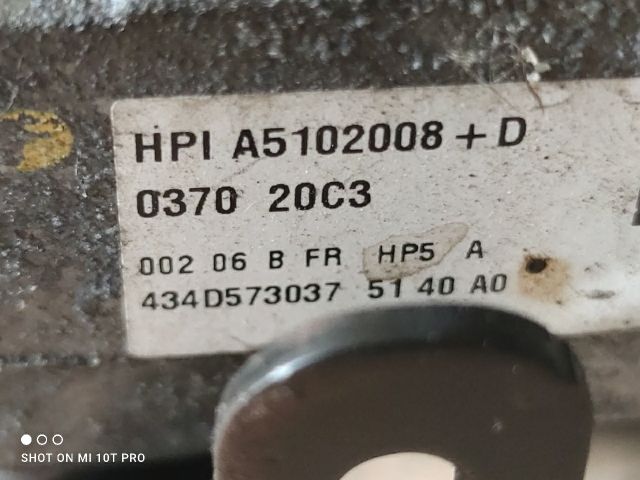 HPI A5102008+D
0370 20C3
002 06 B FR HP5 A
434D573037 51 40 A0
SHOT ON MI 10T PRO